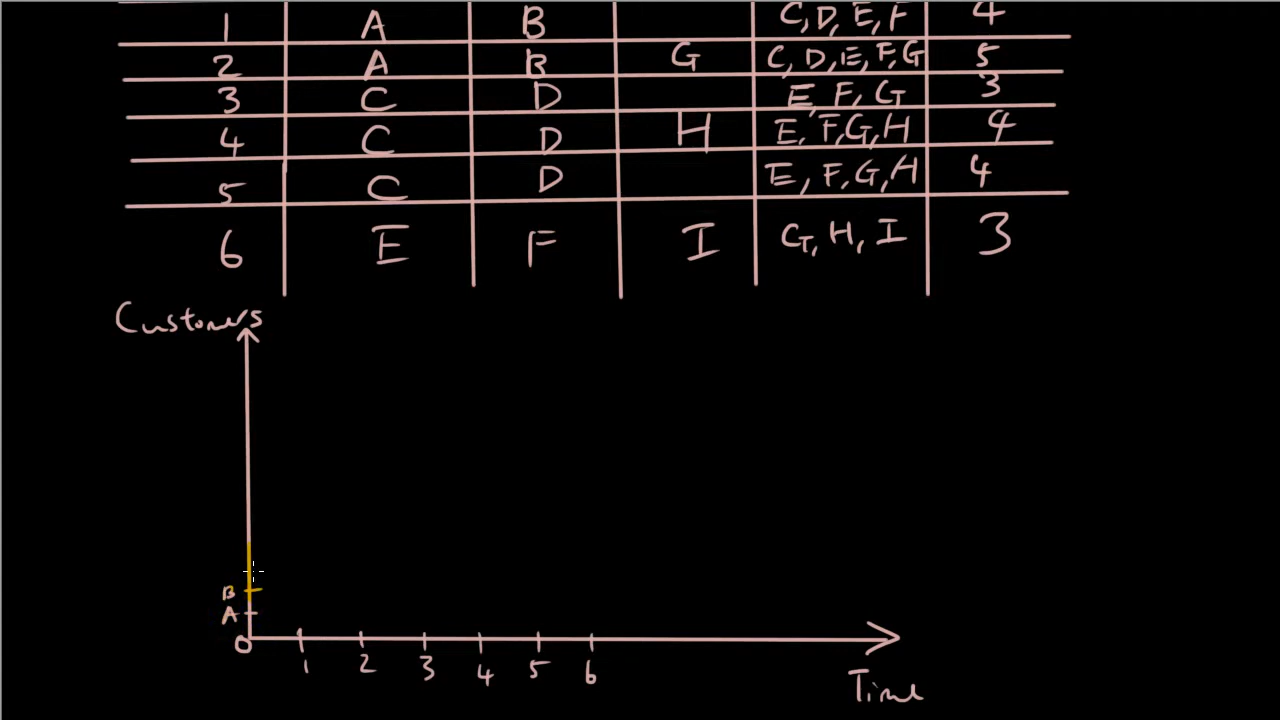 1 A B C, D, E, F 4
2 A B G C, D, E, F, G 5
3 C D E, F, G 3
4 C D H E, F, G, H 4
5 C D E, F, G, H 4
6 E F I G, H, I 3
Customers
B
A
0
1 2 3 4 5 6
Time